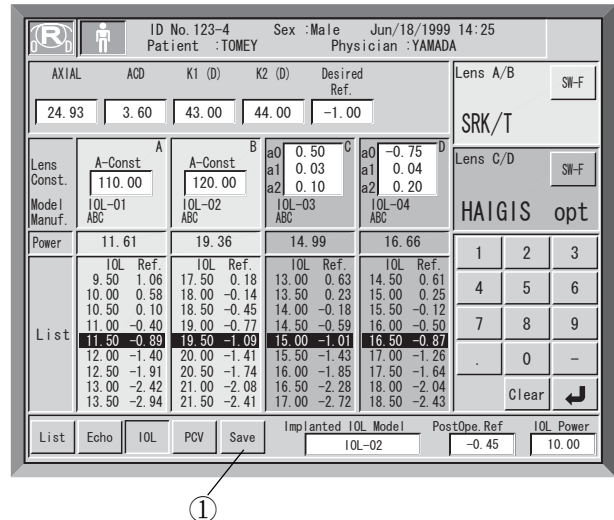 ID No.123-4 Sex :Male Jun/18/1999 14:25
R
O D
Patient :TOMEY Physician :YAMADA
AXIAL ACD K1 (D) K2 (D) Desired Ref.
24.93 3.60 43.00 44.00 -1.00
Lens A/B SW-F
SRK/T
Lens Const.
A
A-Const
110.00
B
A-Const
120.00
C
a0 0.50
a1 0.03
a2 0.10
D
a0 -0.75
a1 0.04
a2 0.20
Lens C/D SW-F
HAIGIS opt
Model IOL-01 IOL-02 IOL-03 IOL-04
Manuf. ABC ABC ABC ABC
Power 11.61 19.36 14.99 16.66
List
IOL Ref. IOL Ref. IOL Ref. IOL Ref.
9.50 1.06 17.50 0.18 13.00 0.63 14.50 0.61
10.00 0.58 18.00 -0.14 13.50 0.23 15.00 0.25
10.50 0.10 18.50 -0.45 14.00 -0.18 15.50 -0.12
11.00 -0.40 19.00 -0.77 14.50 -0.59 16.00 -0.50
11.50 -0.89 19.50 -1.09 15.00 -1.01 16.50 -0.87
12.00 -1.40 20.00 -1.41 15.50 -1.43 17.00 -1.26
12.50 -1.91 20.50 -1.74 16.00 -1.85 17.50 -1.64
13.00 -2.42 21.00 -2.08 16.50 -2.28 18.00 -2.04
13.50 -2.94 21.50 -2.41 17.00 -2.72 18.50 -2.43
1 2 3
4 5 6
7 8 9
. 0 -
Clear ↵
List Echo IOL PCV Save
Implanted IOL Model PostOpe.Ref IOL Power
IOL-02 -0.45 10.00
①